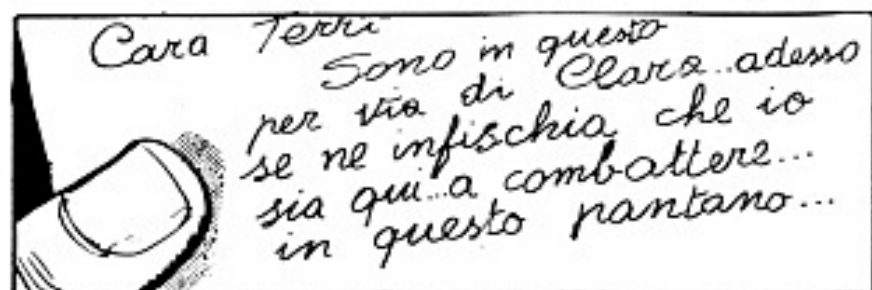 Cara Terri
Sono in questo
per via di Clara.. adesso
se ne infischia che io
sia qui.. a combattere...
in questo pantano...